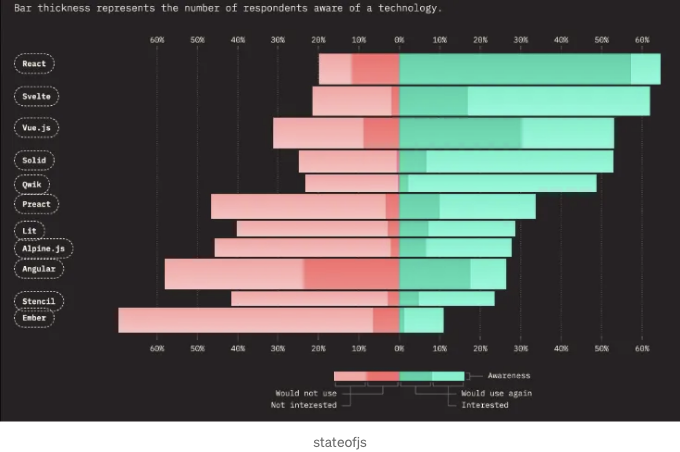 Bar thickness represents the number of respondents aware of a technology.
60% 50% 40% 30% 20% 10% 0% 10% 20% 30% 40% 50% 60%
React
Svelte
Vue.js
Solid
Qwik
Preact
Lit
Alpine.js
Angular
Stencil
Ember
60% 50% 40% 30% 20% 10% 0% 10% 20% 30% 40% 50% 60%
Awareness
Would not use Would use again
Not interested Interested
stateofjs